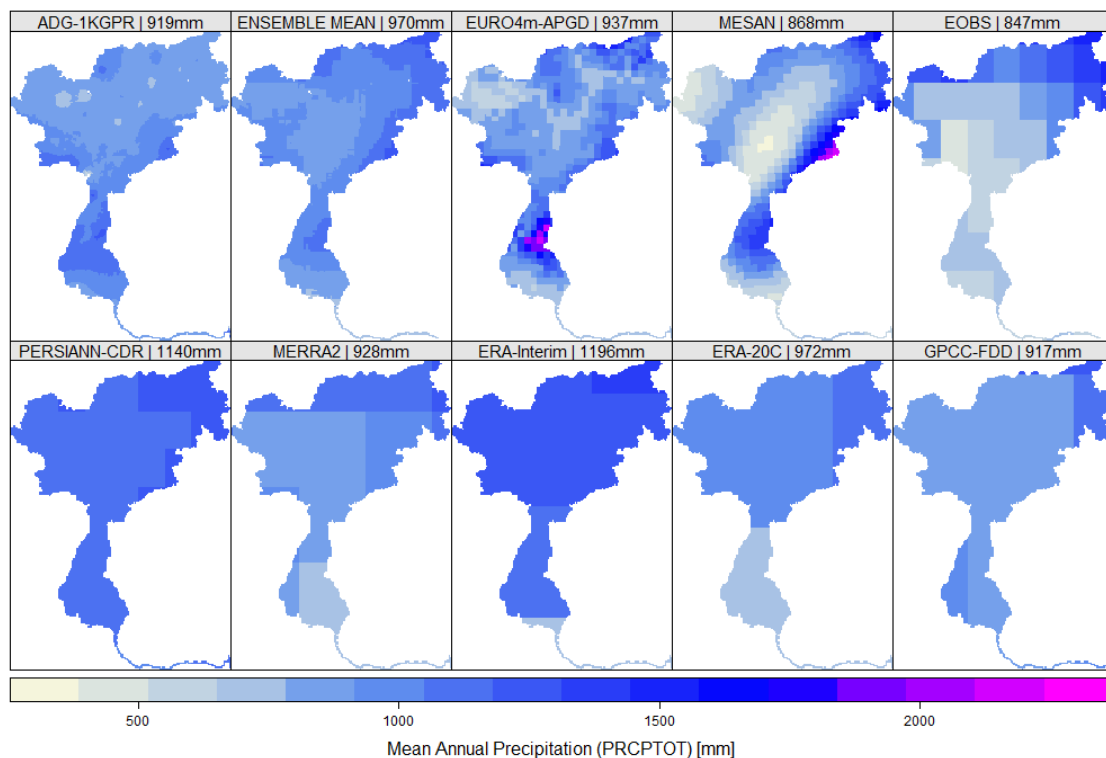 ADG-1KGPR | 919mm
ENSEMBLE MEAN | 970mm
EURO4m-APGD | 937mm
MESAN | 868mm
EOBS | 847mm
PERSIANN-CDR | 1140mm
MERRA2 | 928mm
ERA-Interim | 1196mm
ERA-20C | 972mm
GPCC-FDD | 917mm
500
1000
1500
2000
Mean Annual Precipitation (PRCPTOT) [mm]